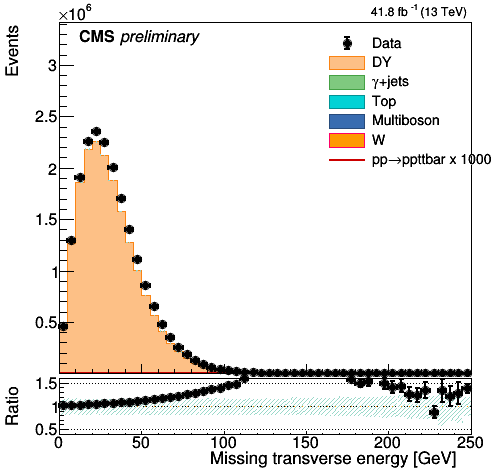 ×10⁶
41.8 fb⁻¹ (13 TeV)
CMS preliminary
Events
3
2.5
2
1.5
1
0.5
Data
DY
γ+jets
Top
Multiboson
W
pp→ppttbar x 1000
Ratio
1.5
1
0.5
0 50 100 150 200 250
Missing transverse energy [GeV]